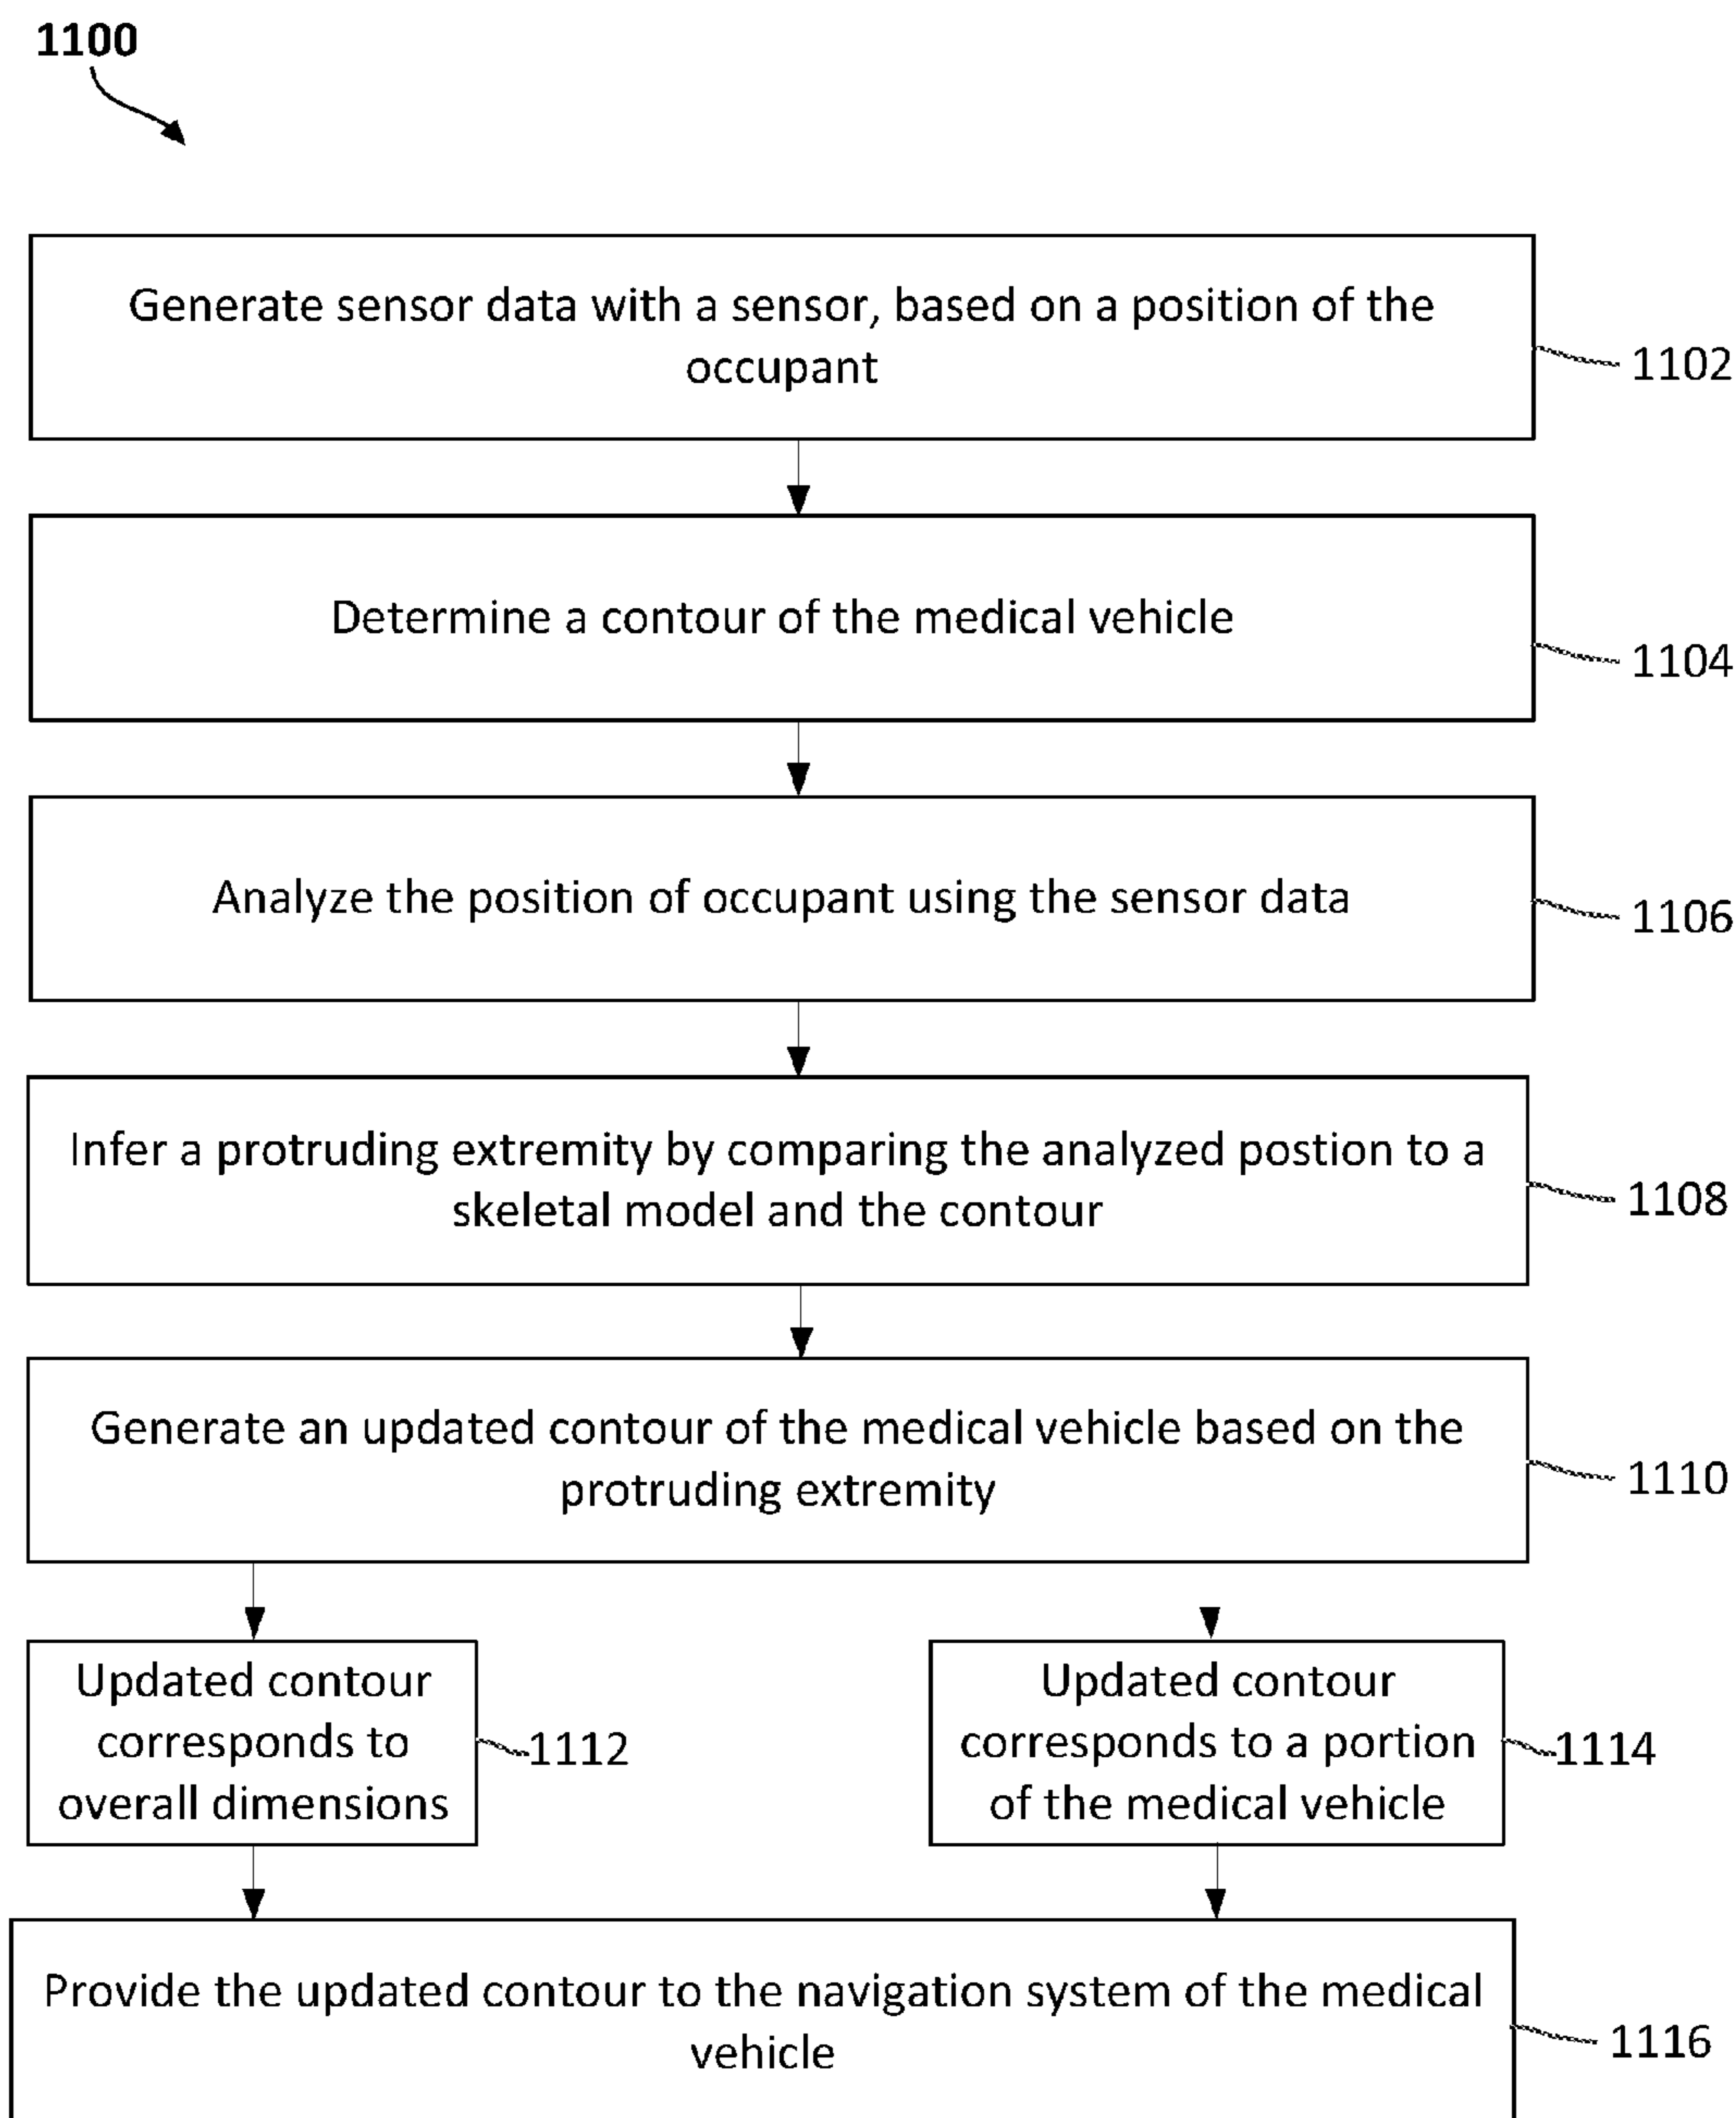 1100
Generate sensor data with a sensor, based on a position of the
occupant
1102
Determine a contour of the medical vehicle
1104
Analyze the position of occupant using the sensor data
1106
Infer a protruding extremity by comparing the analyzed postion to a
skeletal model and the contour
1108
Generate an updated contour of the medical vehicle based on the
protruding extremity
1110
Updated contour
corresponds to
overall dimensions
1112
Updated contour
corresponds to a portion
of the medical vehicle
1114
Provide the updated contour to the navigation system of the medical
vehicle
1116